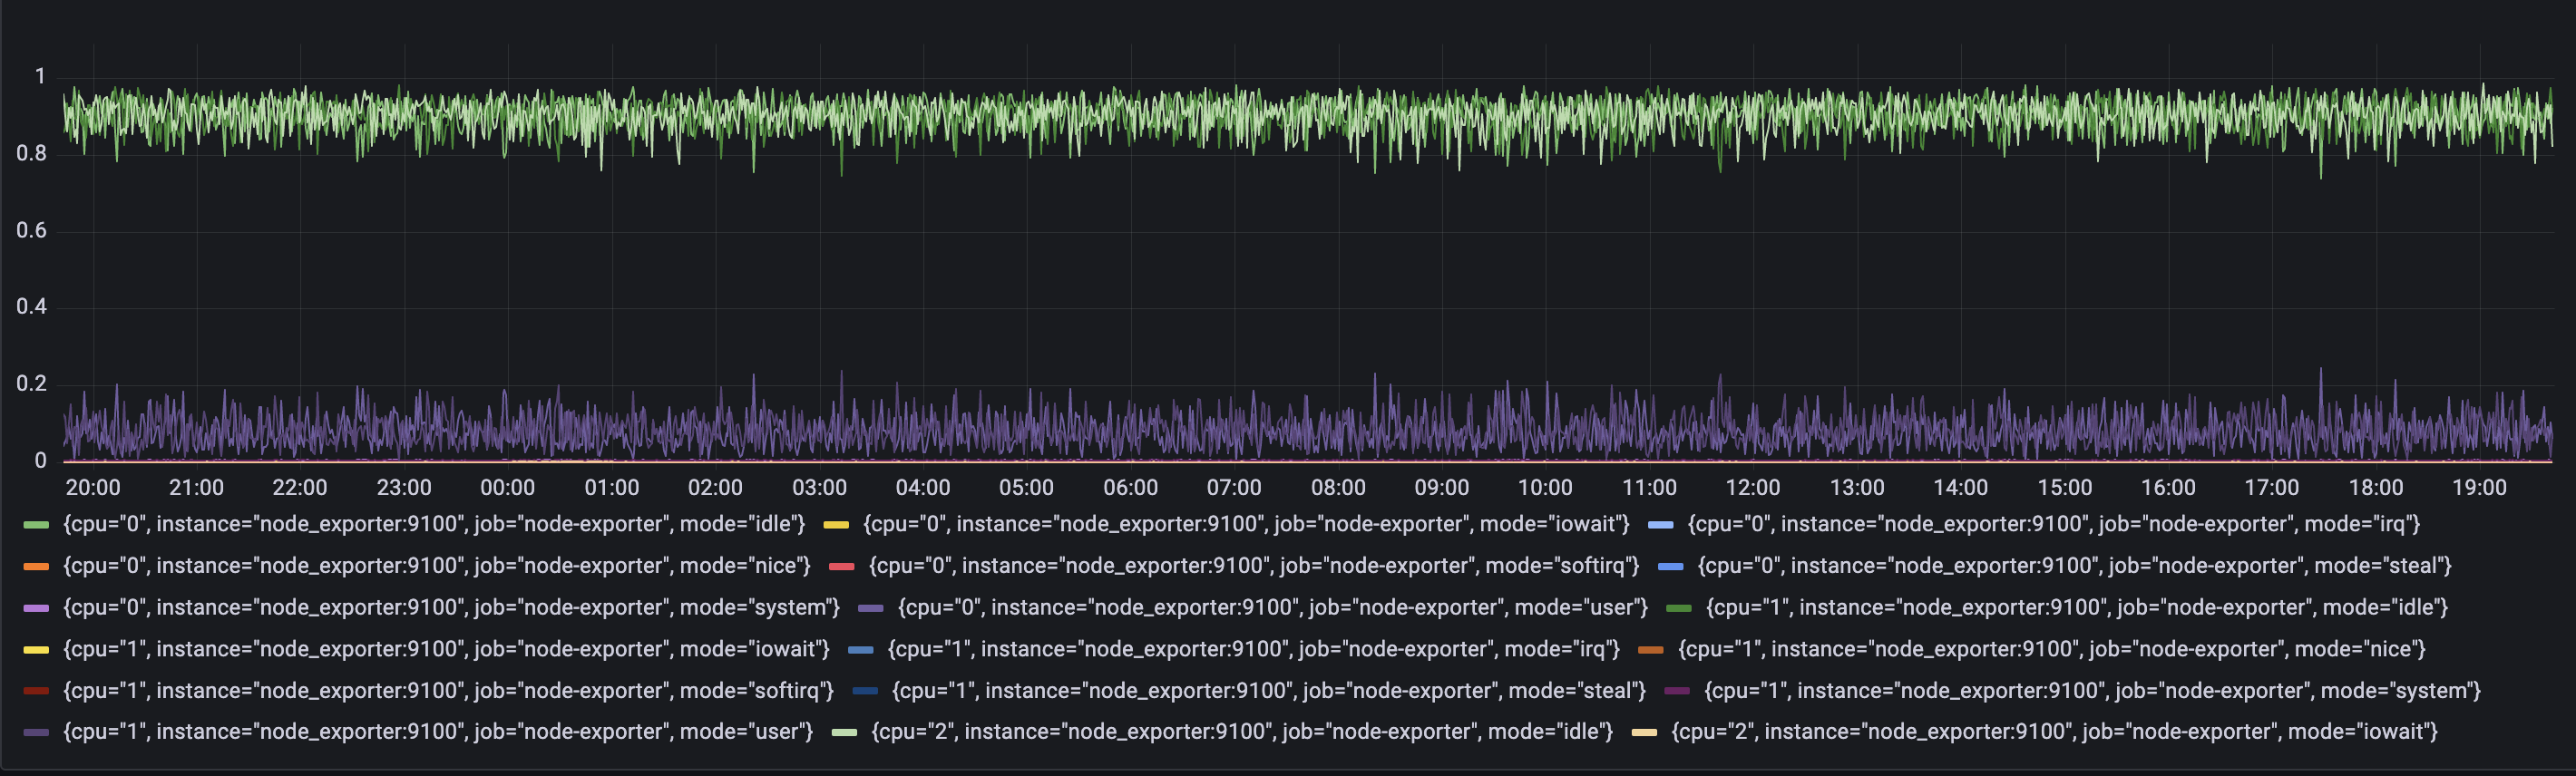 1
0.8
0.6
0.4
0.2
0
20:00 21:00 22:00 23:00 00:00 01:00 02:00 03:00 04:00 05:00 06:00 07:00 08:00 09:00 10:00 11:00 12:00 13:00 14:00 15:00 16:00 17:00 18:00 19:00
{cpu="0", instance="node_exporter:9100", job="node-exporter", mode="idle"} {cpu="0", instance="node_exporter:9100", job="node-exporter", mode="iowait"} {cpu="0", instance="node_exporter:9100", job="node-exporter", mode="irq"}
{cpu="0", instance="node_exporter:9100", job="node-exporter", mode="nice"} {cpu="0", instance="node_exporter:9100", job="node-exporter", mode="softirq"} {cpu="0", instance="node_exporter:9100", job="node-exporter", mode="steal"}
{cpu="0", instance="node_exporter:9100", job="node-exporter", mode="system"} {cpu="0", instance="node_exporter:9100", job="node-exporter", mode="user"} {cpu="1", instance="node_exporter:9100", job="node-exporter", mode="idle"}
{cpu="1", instance="node_exporter:9100", job="node-exporter", mode="iowait"} {cpu="1", instance="node_exporter:9100", job="node-exporter", mode="irq"} {cpu="1", instance="node_exporter:9100", job="node-exporter", mode="nice"}
{cpu="1", instance="node_exporter:9100", job="node-exporter", mode="softirq"} {cpu="1", instance="node_exporter:9100", job="node-exporter", mode="steal"} {cpu="1", instance="node_exporter:9100", job="node-exporter", mode="system"}
{cpu="1", instance="node_exporter:9100", job="node-exporter", mode="user"} {cpu="2", instance="node_exporter:9100", job="node-exporter", mode="idle"} {cpu="2", instance="node_exporter:9100", job="node-exporter", mode="iowait"}